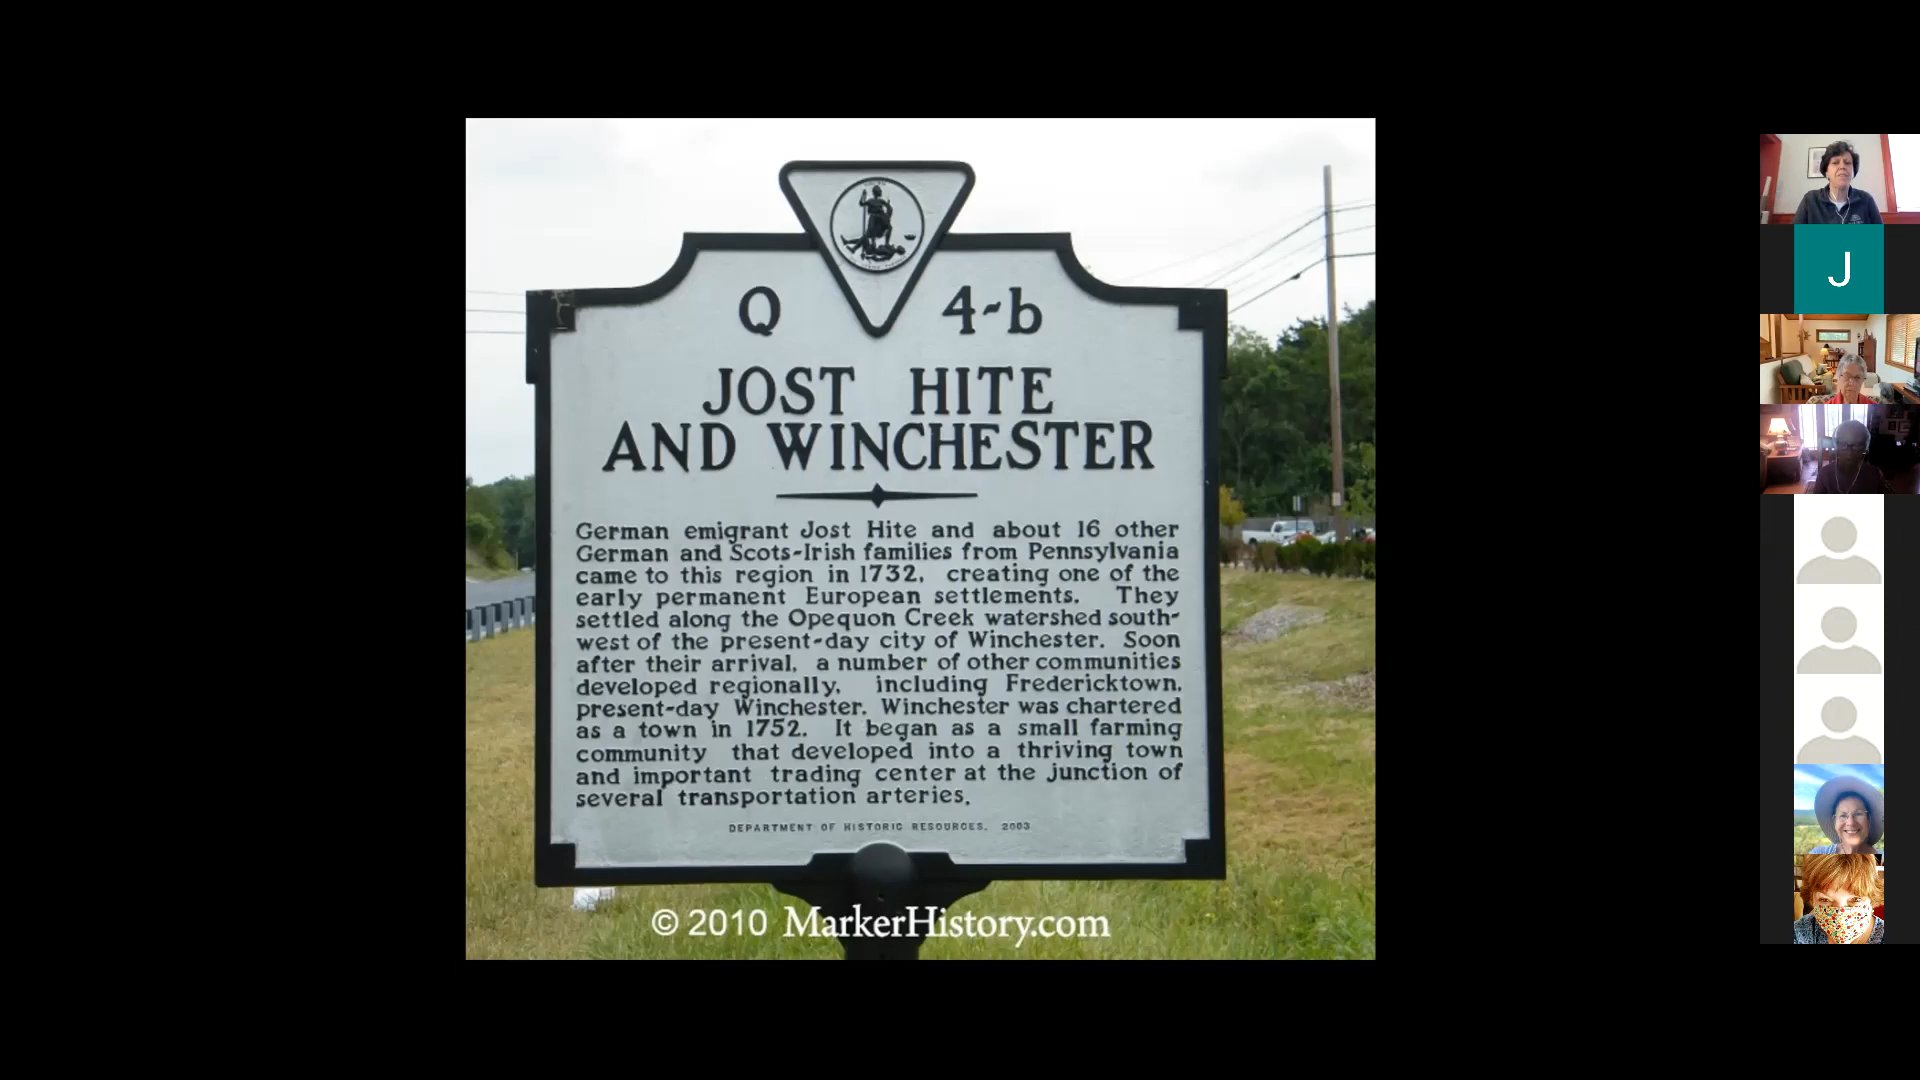 Q 4-b
JOST HITE
AND WINCHESTER
German emigrant Jost Hite and about 16 other
German and Scots-Irish families from Pennsylvania
came to this region in 1732, creating one of the
early permanent European settlements. They
settled along the Opequon Creek watershed south-
west of the present-day city of Winchester. Soon
after their arrival, a number of other communities
developed regionally, including Fredericktown,
present-day Winchester. Winchester was chartered
as a town in 1752. It began as a small farming
community that developed into a thriving town
and important trading center at the junction of
several transportation arteries.
DEPARTMENT OF HISTORIC RESOURCES, 2003
© 2010 MarkerHistory.com
J